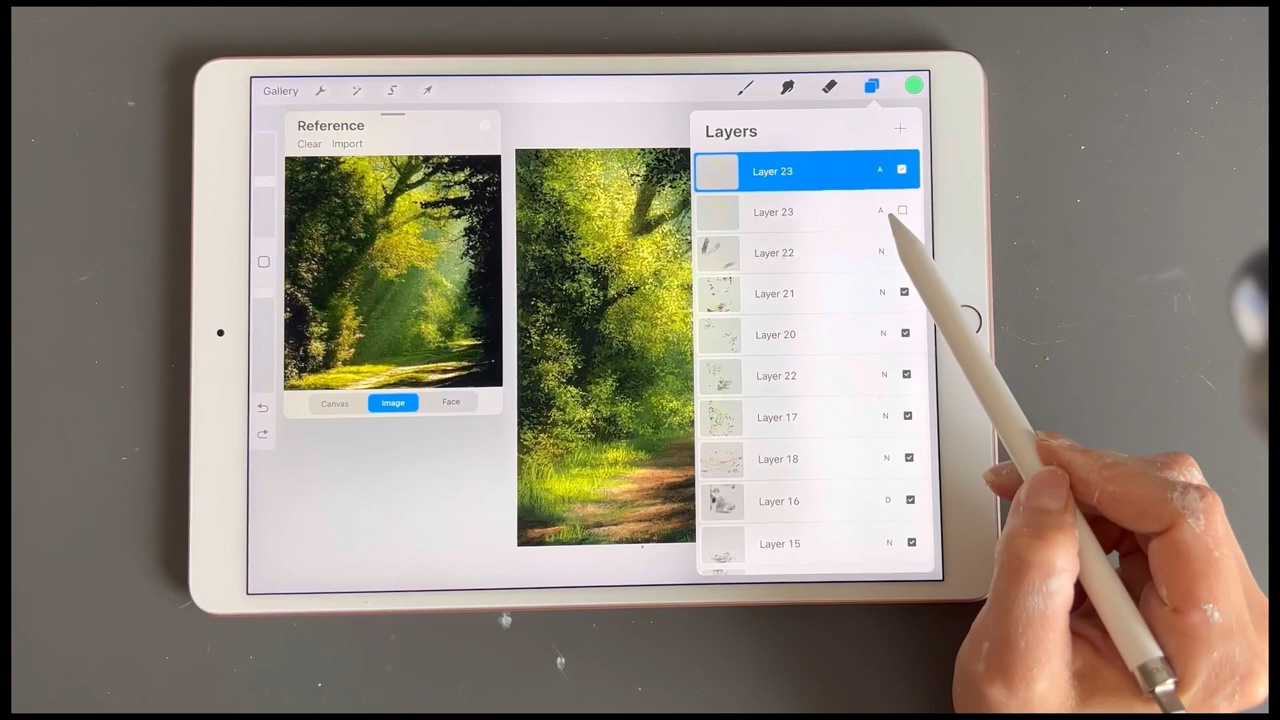 Gallery
Reference
Clear Import
Canvas Image Face
Layers
Layer 23 A
Layer 23 A
Layer 22 N
Layer 21 N
Layer 20 N
Layer 22 N
Layer 17 N
Layer 18 N
Layer 16 D
Layer 15 N